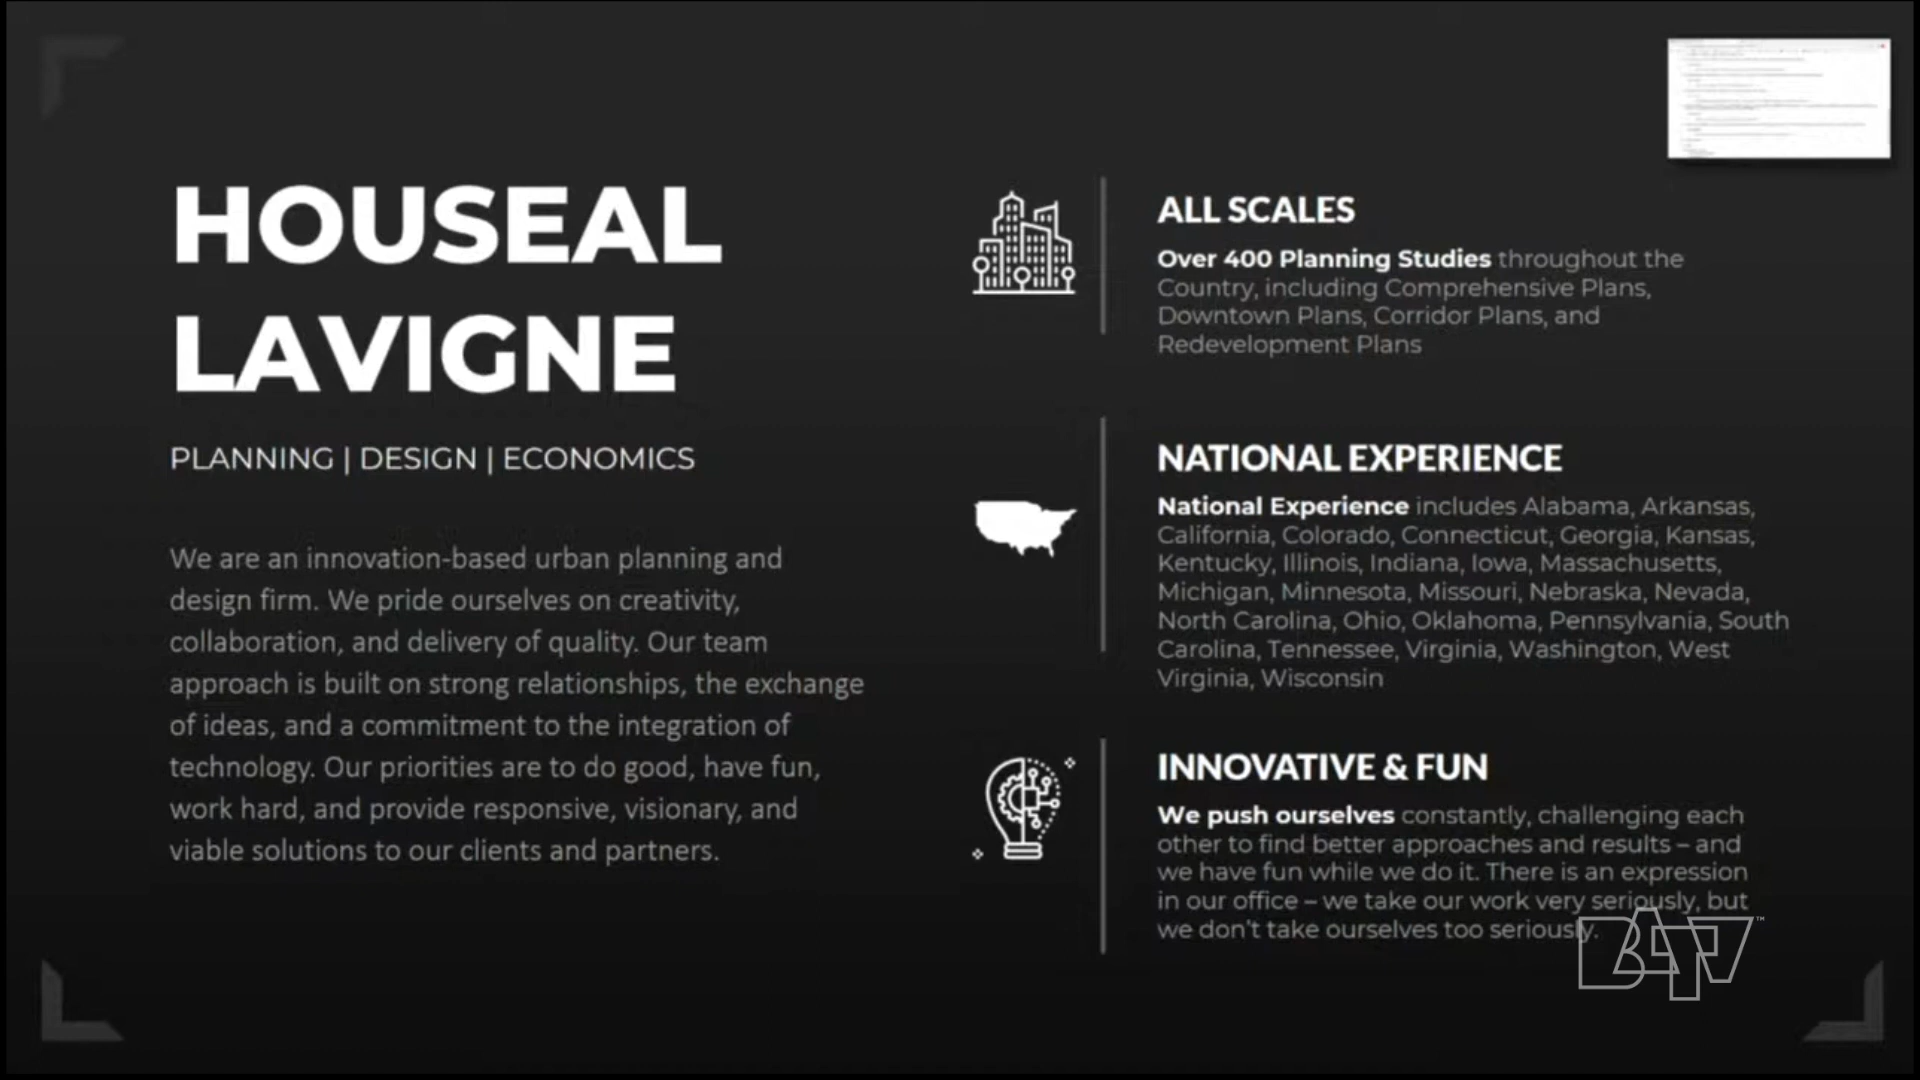 HOUSEAL
LAVIGNE
PLANNING | DESIGN | ECONOMICS
We are an innovation-based urban planning and
design firm. We pride ourselves on creativity,
collaboration, and delivery of quality. Our team
approach is built on strong relationships, the exchange
of ideas, and a commitment to the integration of
technology. Our priorities are to do good, have fun,
work hard, and provide responsive, visionary, and
viable solutions to our clients and partners.
ALL SCALES
Over 400 Planning Studies throughout the
Country, including Comprehensive Plans,
Downtown Plans, Corridor Plans, and
Redevelopment Plans
NATIONAL EXPERIENCE
National Experience includes Alabama, Arkansas,
California, Colorado, Connecticut, Georgia, Kansas,
Kentucky, Illinois, Indiana, Iowa, Massachusetts,
Michigan, Minnesota, Missouri, Nebraska, Nevada,
North Carolina, Ohio, Oklahoma, Pennsylvania, South
Carolina, Tennessee, Virginia, Washington, West
Virginia, Wisconsin
INNOVATIVE & FUN
We push ourselves constantly, challenging each
other to find better approaches and results – and
we have fun while we do it. There is an expression
in our office – we take our work very seriously, but
we don't take ourselves too seriously.
BATV™